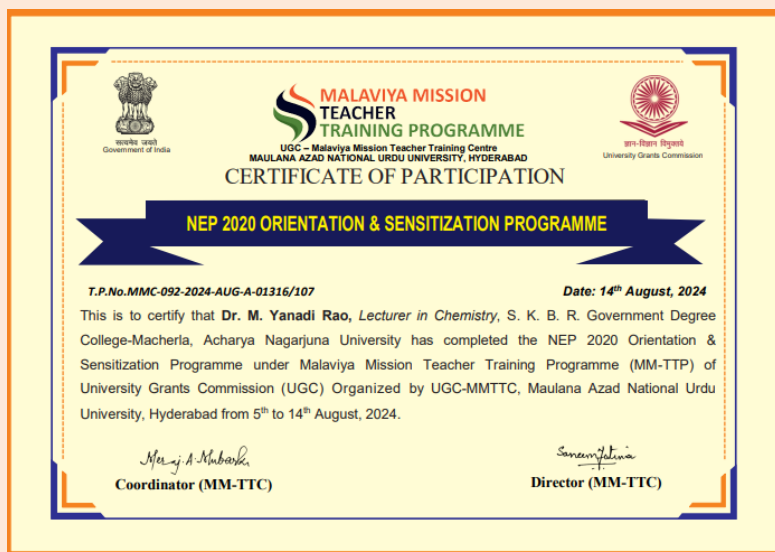 सत्यमेव जयते
Government of India
MALAVIYA MISSION
TEACHER
TRAINING PROGRAMME
UGC – Malaviya Mission Teacher Training Centre
MAULANA AZAD NATIONAL URDU UNIVERSITY, HYDERABAD
ज्ञान-विज्ञान विमुक्तये
University Grants Commission
CERTIFICATE OF PARTICIPATION
NEP 2020 ORIENTATION & SENSITIZATION PROGRAMME
T.P.No.MMC-092-2024-AUG-A-01316/107 Date: 14th August, 2024
This is to certify that Dr. M. Yanadi Rao, Lecturer in Chemistry, S. K. B. R. Government Degree
College-Macherla, Acharya Nagarjuna University has completed the NEP 2020 Orientation &
Sensitization Programme under Malaviya Mission Teacher Training Programme (MM-TTP) of
University Grants Commission (UGC) Organized by UGC-MMTTC, Maulana Azad National Urdu
University, Hyderabad from 5th to 14th August, 2024.
Coordinator (MM-TTC) Director (MM-TTC)